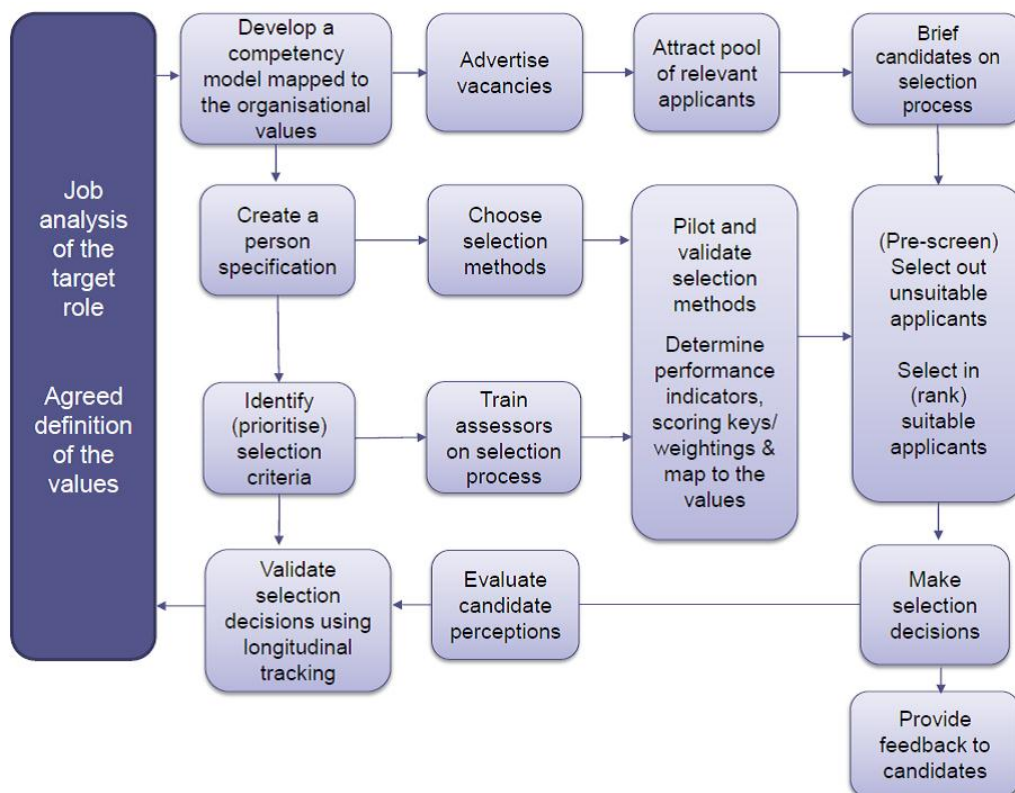 Job
analysis
of the
target
role
Agreed
definition
of the
values
Develop a
competency
model mapped to
the organisational
values
Advertise
vacancies
Attract pool
of relevant
applicants
Brief
candidates on
selection
process
Create a
person
specification
Choose
selection
methods
Pilot and
validate
selection
methods
Determine
performance
indicators,
scoring keys/
weightings &
map to the
values
(Pre-screen)
Select out
unsuitable
applicants
Select in
(rank)
suitable
applicants
Identify
(prioritise)
selection
criteria
Train
assessors
on selection
process
Validate
selection
decisions using
longitudinal
tracking
Evaluate
candidate
perceptions
Make
selection
decisions
Provide
feedback to
candidates